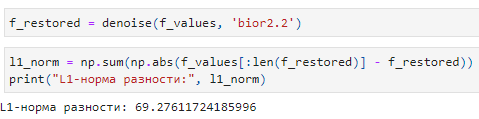 f_restored = denoise(f_values, 'bior2.2')
l1_norm = np.sum(np.abs(f_values[:len(f_restored)] - f_restored))
print("L1-норма разности:", l1_norm)
L1-норма разности: 69.27611724185996